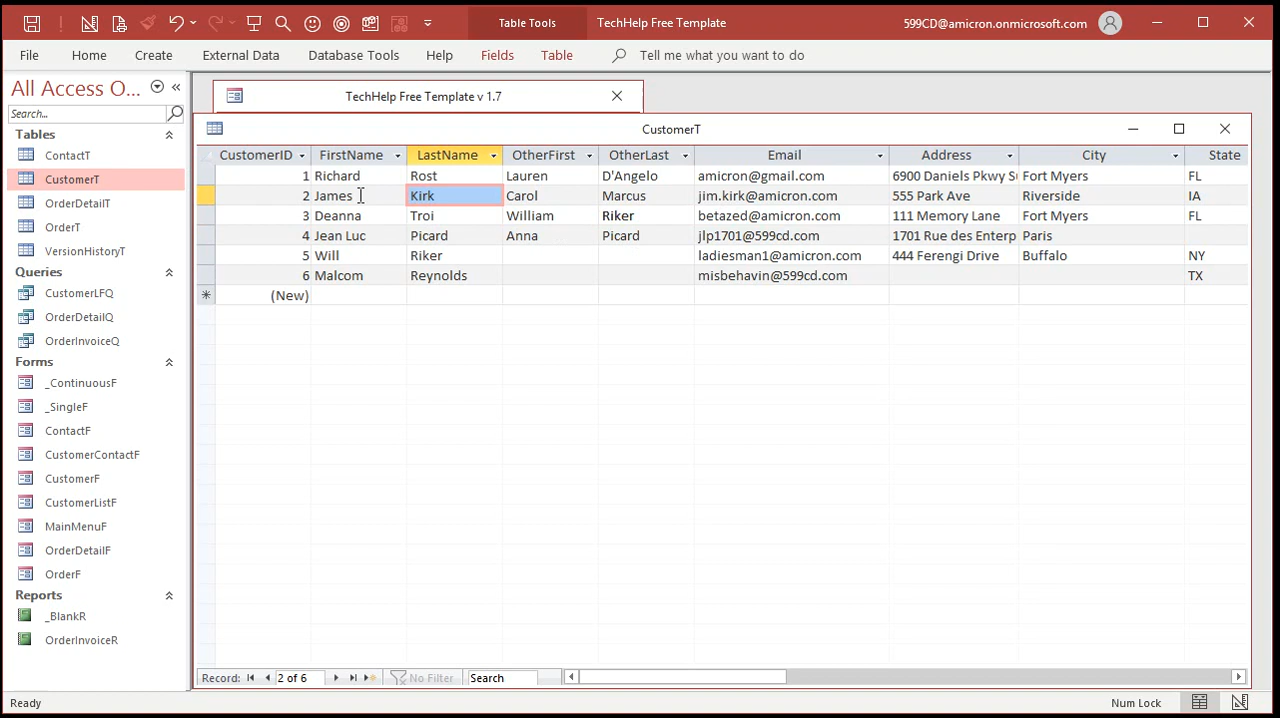 Table Tools
TechHelp Free Template
599CD@amicron.onmicrosoft.com
File Home Create External Data Database Tools Help Fields Table Tell me what you want to do
All Access O...
Search...
Tables
ContactT
CustomerT
OrderDetailT
OrderT
VersionHistoryT
Queries
CustomerLFQ
OrderDetailQ
OrderInvoiceQ
Forms
_ContinuousF
_SingleF
ContactF
CustomerContactF
CustomerF
CustomerListF
MainMenuF
OrderDetailF
OrderF
Reports
_BlankR
OrderInvoiceR
TechHelp Free Template v 1.7
CustomerT
CustomerID FirstName LastName OtherFirst OtherLast Email Address City State
1 Richard Rost Lauren D'Angelo amicron@gmail.com 6900 Daniels Pkwy Su Fort Myers FL
2 James Kirk Carol Marcus jim.kirk@amicron.com 555 Park Ave Riverside IA
3 Deanna Troi William Riker betazed@amicron.com 111 Memory Lane Fort Myers FL
4 Jean Luc Picard Anna Picard jlp1701@599cd.com 1701 Rue des Enterp Paris
5 Will Riker ladiesman1@amicron.com 444 Ferengi Drive Buffalo NY
6 Malcom Reynolds misbehavin@599cd.com TX
(New)
Record: 2 of 6 No Filter Search
Ready
Num Lock